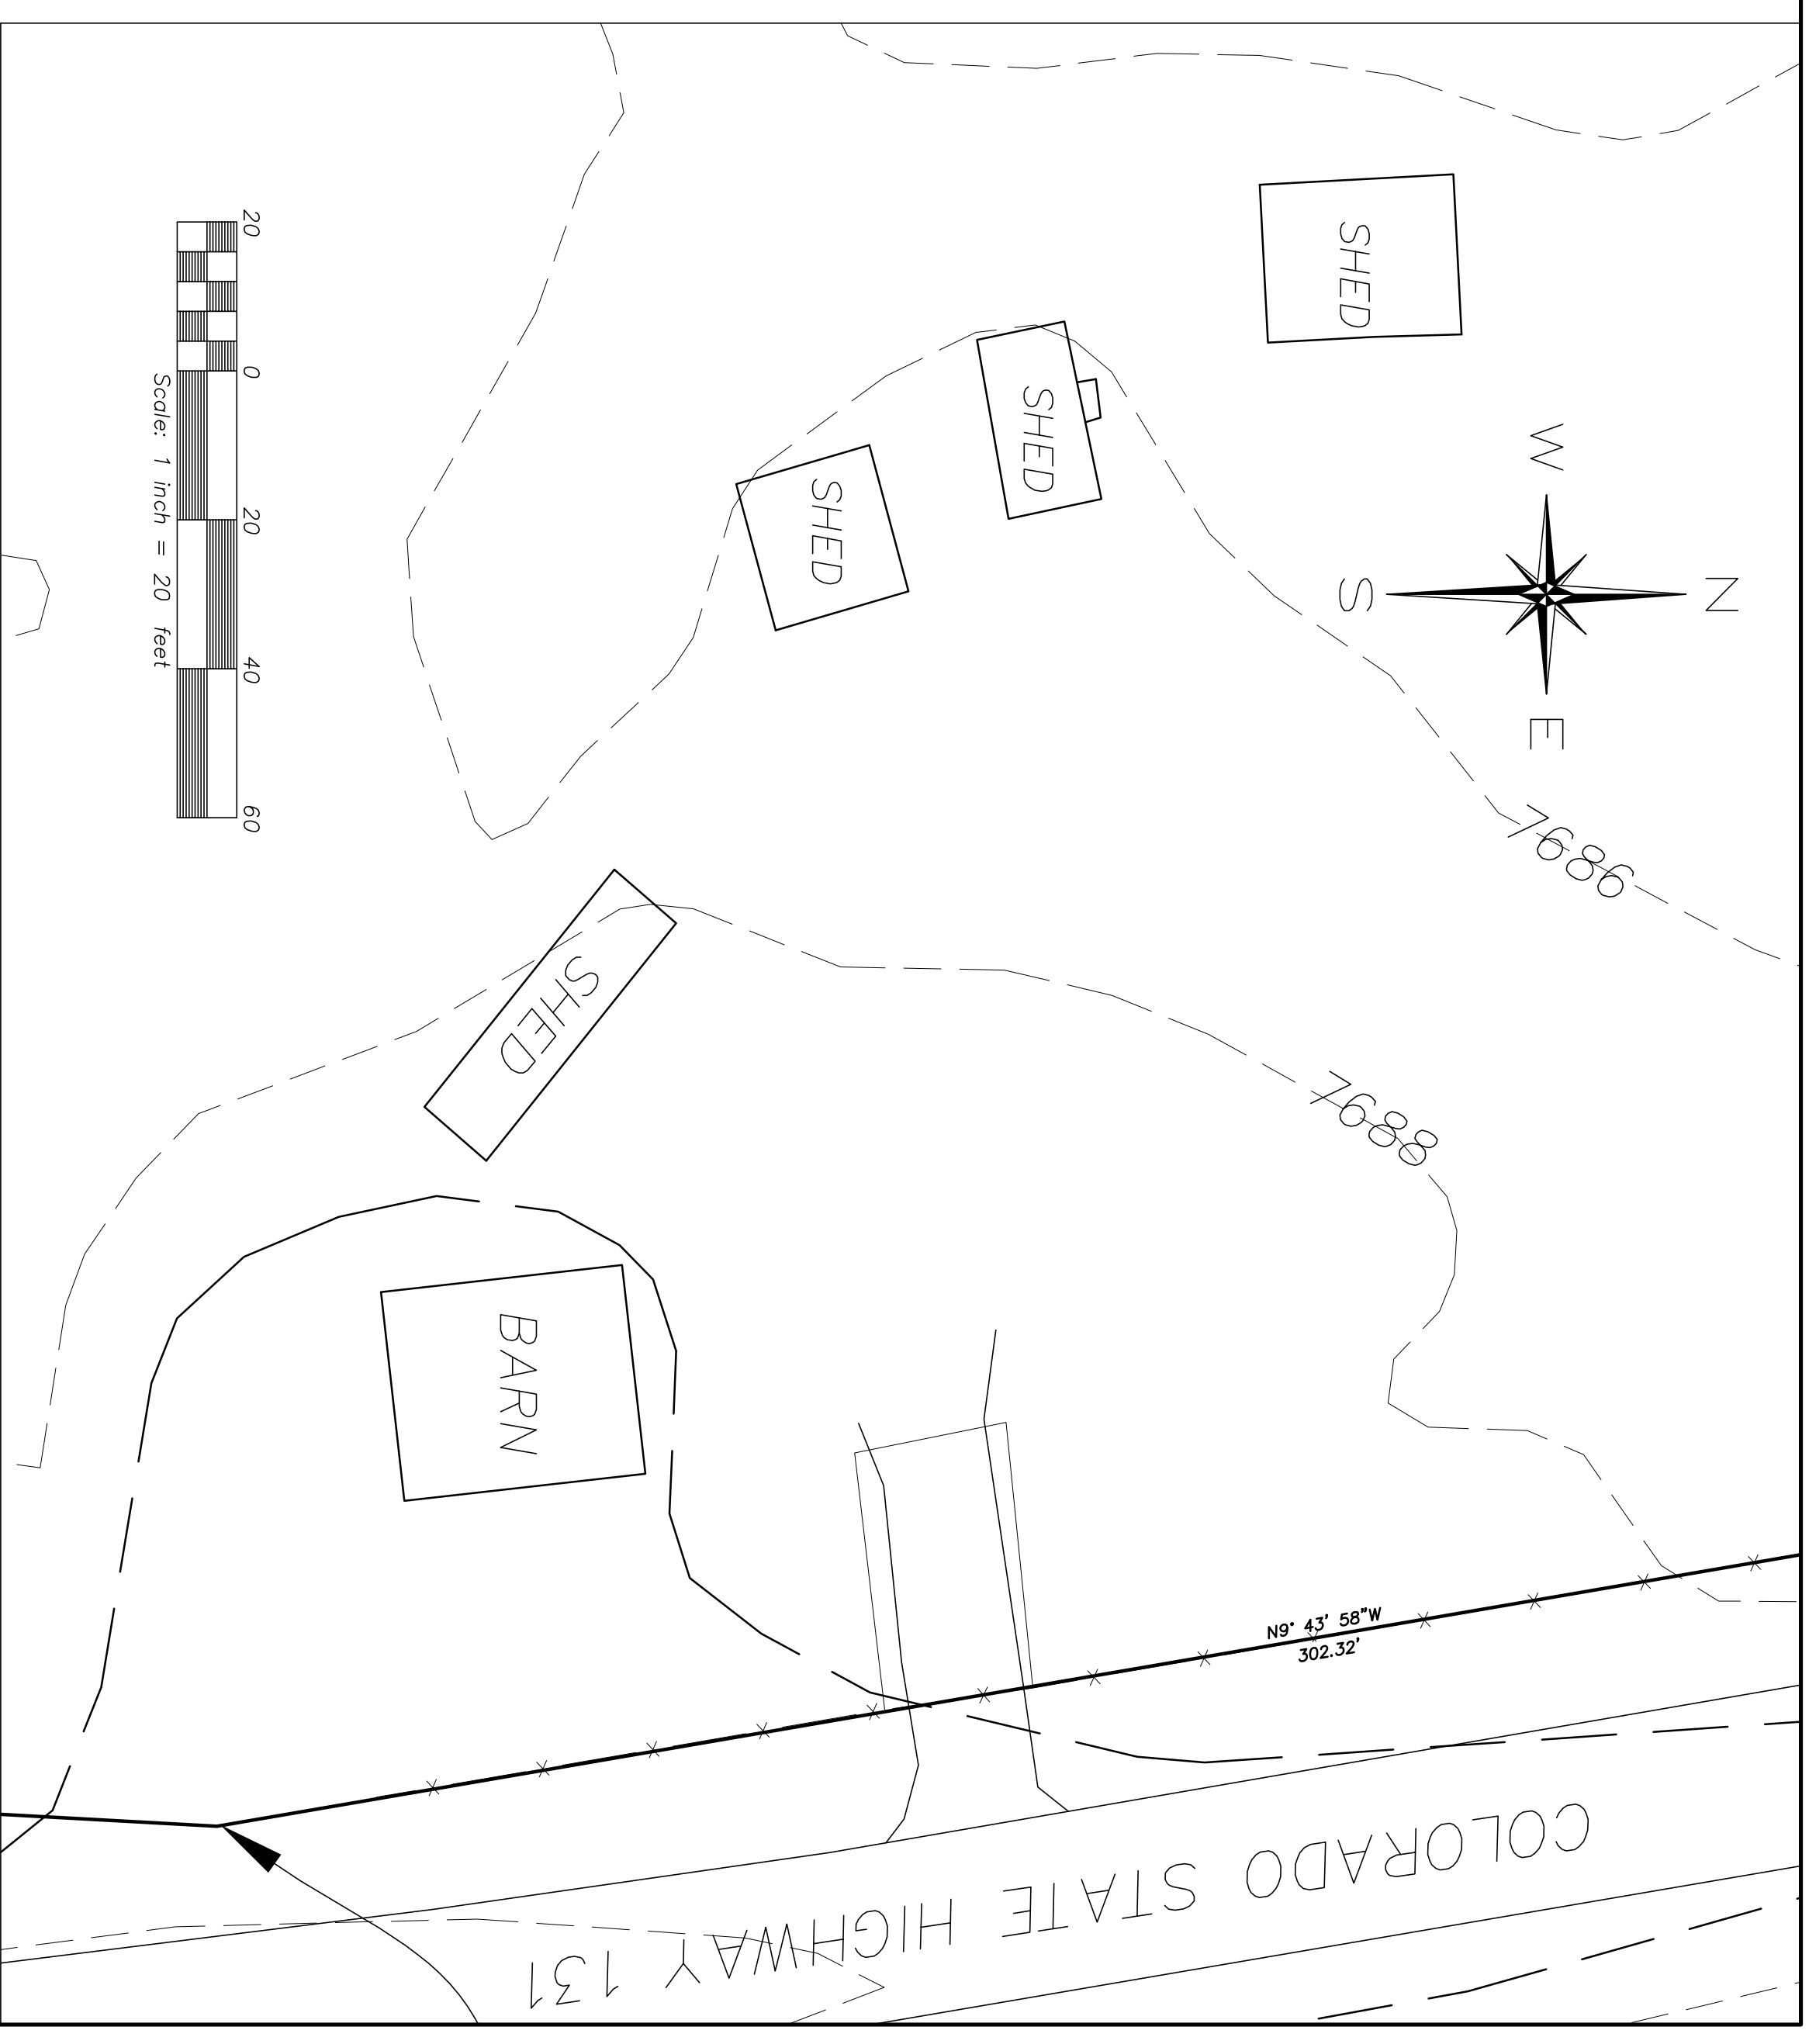 SHED
SHED
SHED
20
0
20
40
60
Scale: 1 inch = 20 feet
W
N
S
E
7686
SHED
7688
BARN
N9° 43' 58"W
302.32'
COLORADO STATE HIGHWAY 131